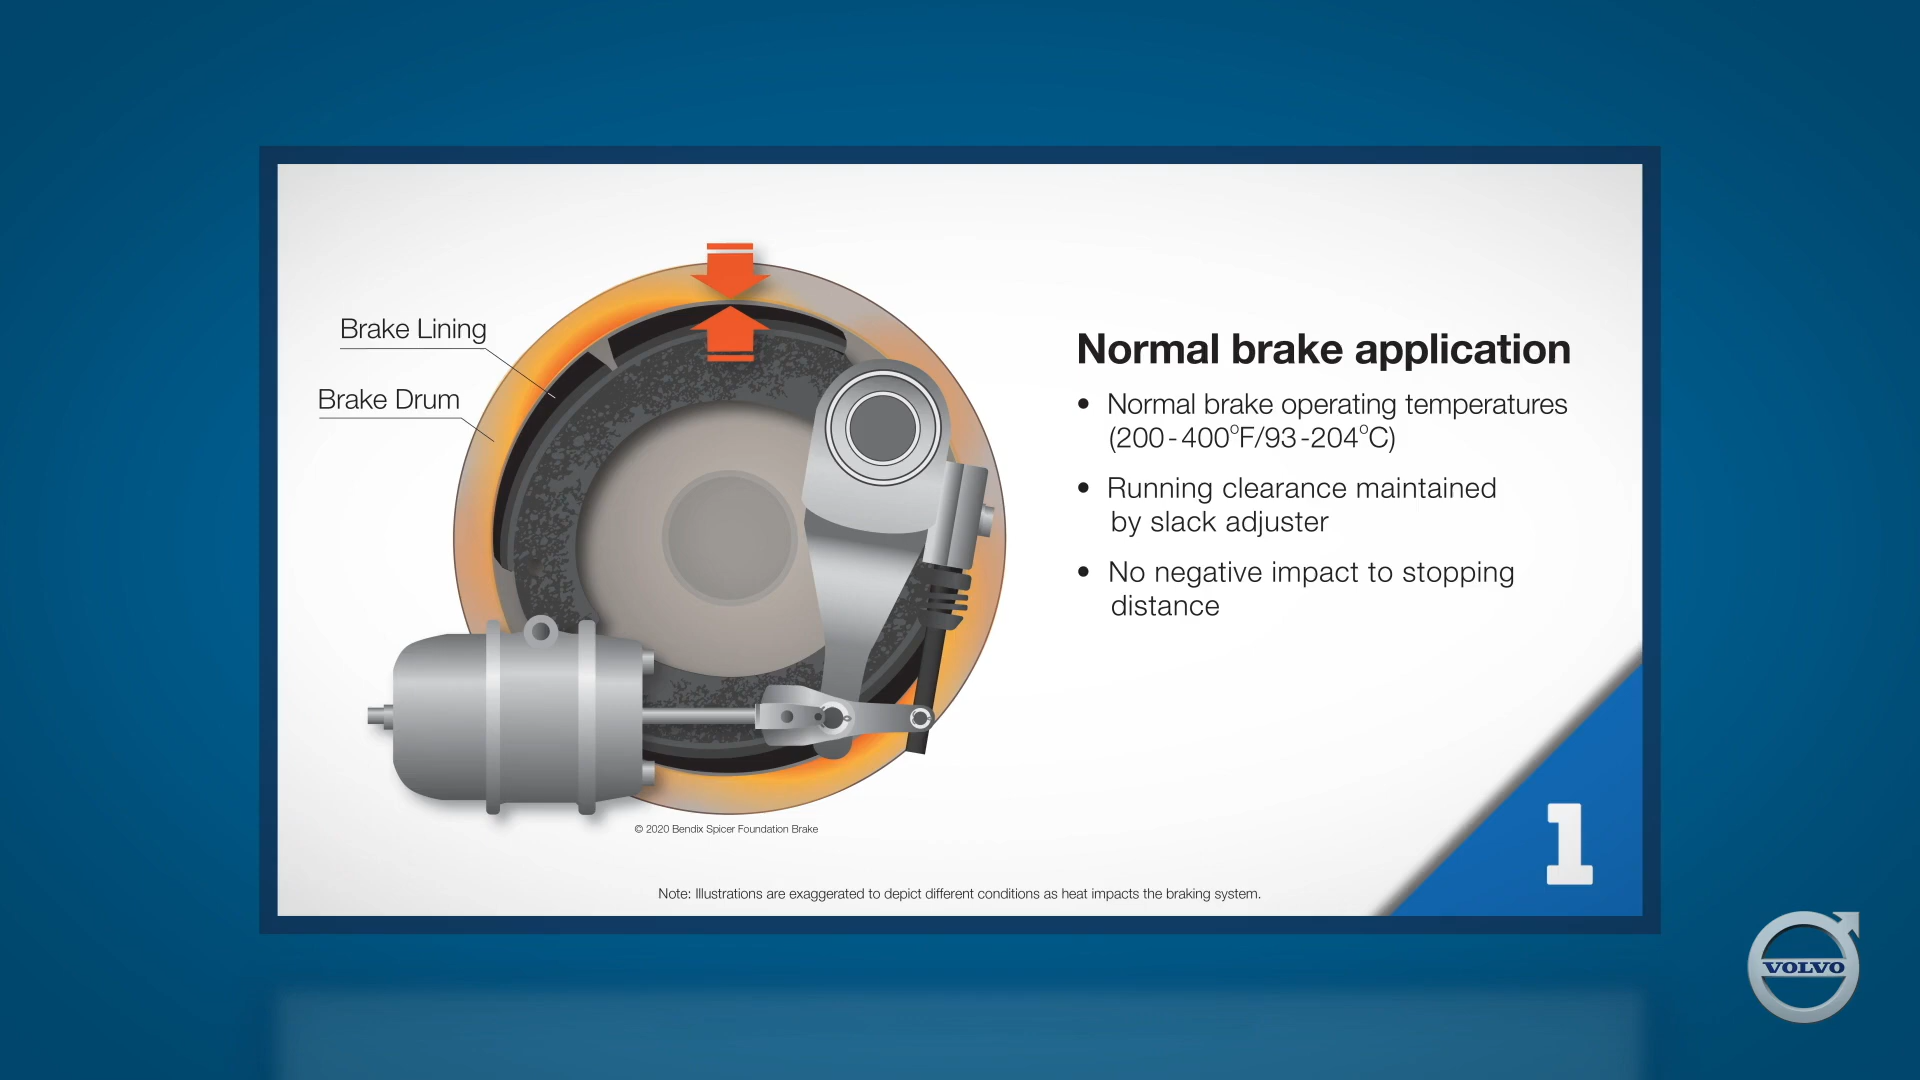 Brake Lining
Brake Drum
Normal brake application
• Normal brake operating temperatures
(200-400°F/93-204°C)
• Running clearance maintained
by slack adjuster
• No negative impact to stopping
distance
© 2020 Bendix Spicer Foundation Brake
Note: Illustrations are exaggerated to depict different conditions as heat impacts the braking system.
1
VOLVO